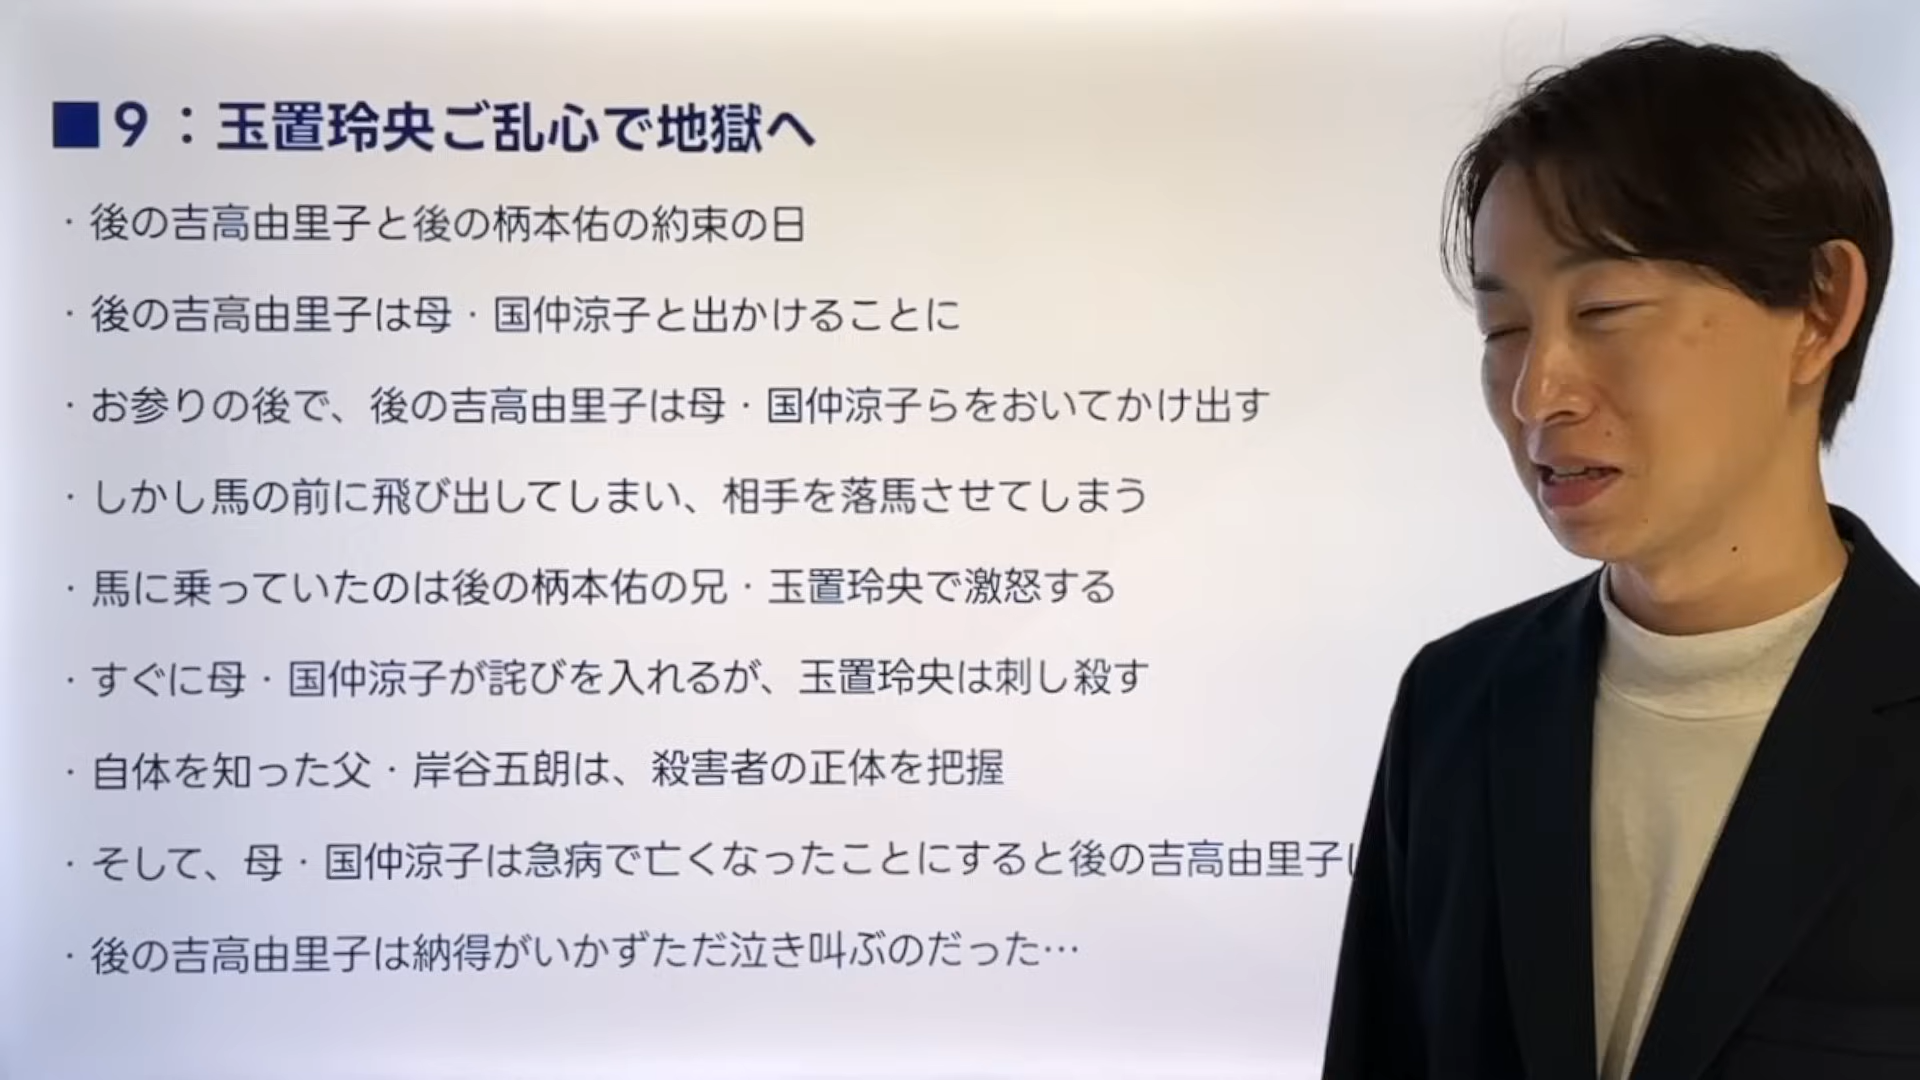 ■9：玉置玲央ご乱心で地獄へ
・後の吉高由里子と後の柄本佑の約束の日
・後の吉高由里子は母・国仲涼子と出かけることに
・お参りの後で、後の吉高由里子は母・国仲涼子らをおいてかけ出す
・しかし馬の前に飛び出してしまい、相手を落馬させてしまう
・馬に乗っていたのは後の柄本佑の兄・玉置玲央で激怒する
・すぐに母・国仲涼子が詫びを入れるが、玉置玲央は刺し殺す
・自体を知った父・岸谷五朗は、殺害者の正体を把握
・そして、母・国仲涼子は急病で亡くなったことにすると後の吉高由里子
・後の吉高由里子は納得がいかずただ泣き叫ぶのだった…